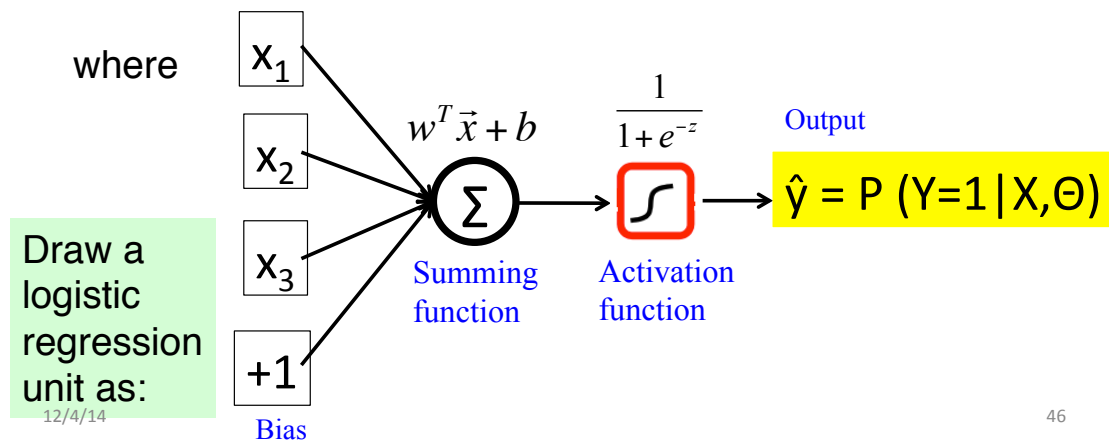 where
x₁
x₂
x₃
+1
Bias
Draw a
logistic
regression
unit as:
w^T x⃗ + b
Σ
Summing
function
1
1 + e^{-z}
Activation
function
Output
ŷ = P (Y=1|X,Θ)
12/4/14
46